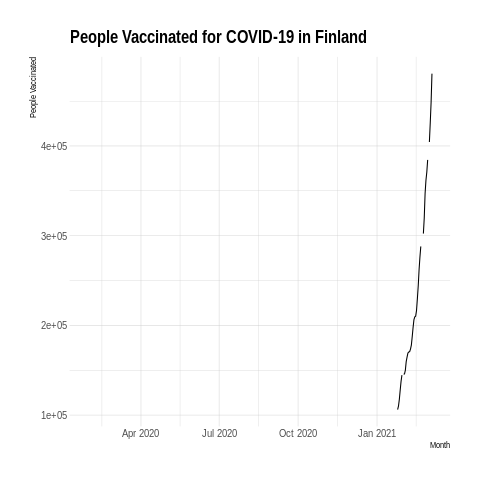 People Vaccinated for COVID-19 in Finland
People Vaccinated
4e+05
3e+05
2e+05
1e+05
Apr 2020 Jul 2020 Oct 2020 Jan 2021
Month